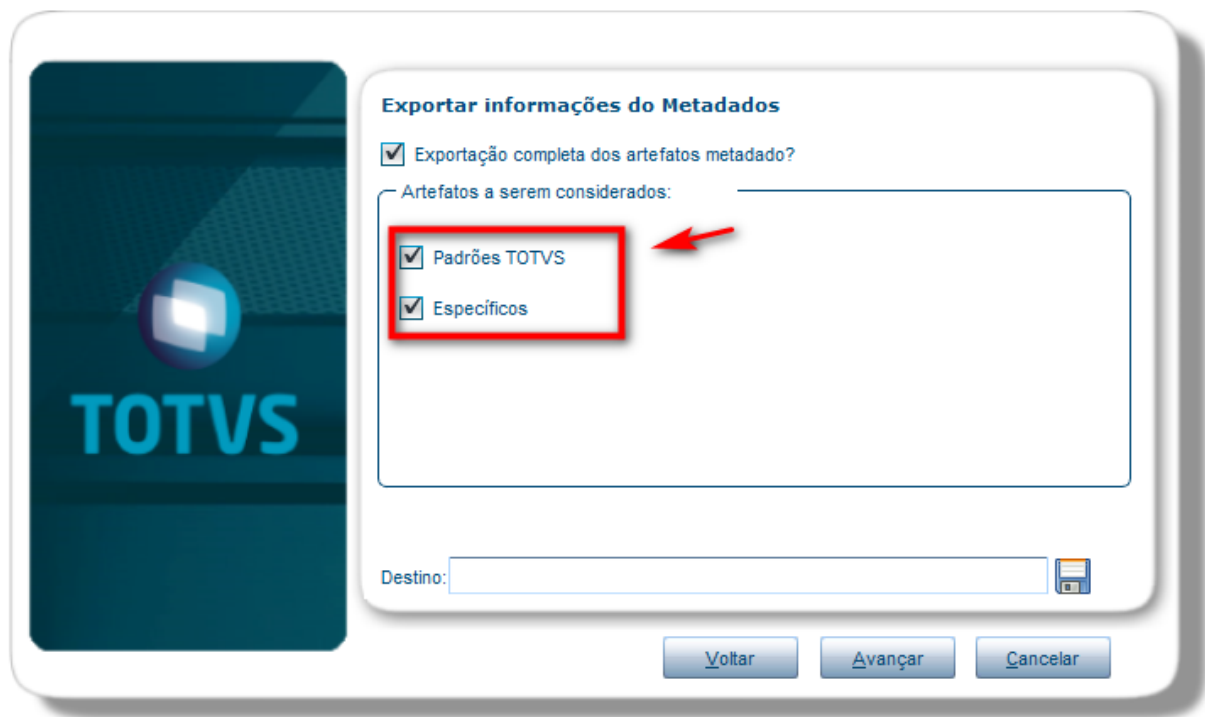 Exportar informações do Metadados
Exportação completa dos artefatos metadado?
Artefatos a serem considerados:
Padrões TOTVS
Específicos
TOTVS
Destino:
Voltar
Avançar
Cancelar